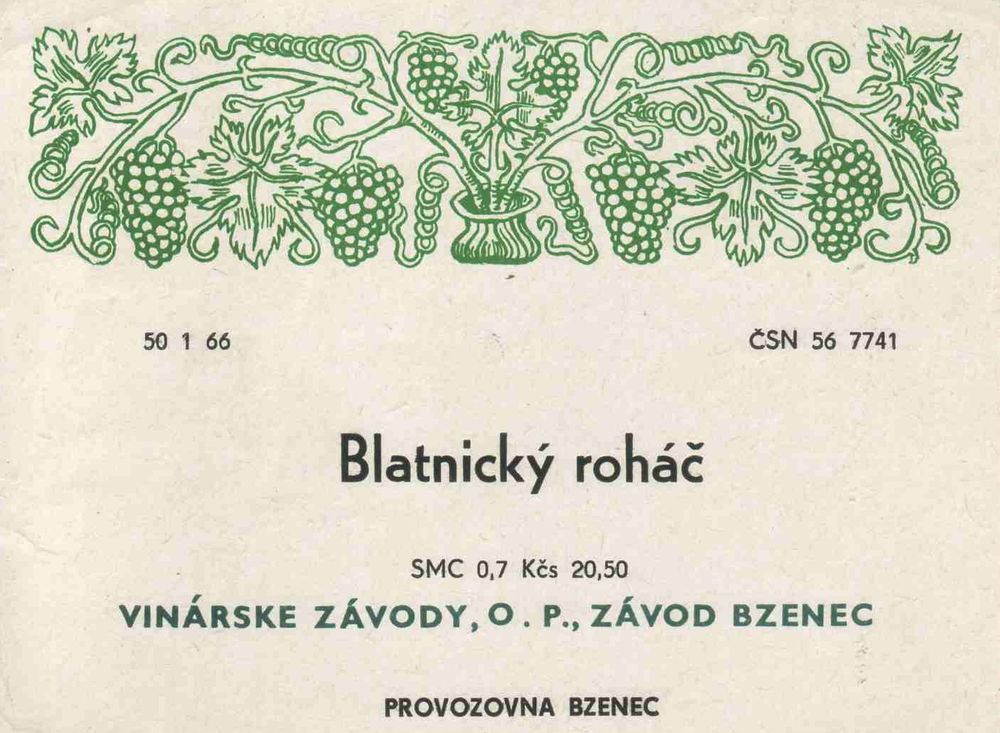 50 1 66
ČSN 56 7741
Blatnický roháč
SMC 0,7 Kčs 20,50
VINÁRSKE ZÁVODY, O. P., ZÁVOD BZENEC
PROVOZOVNA BZENEC